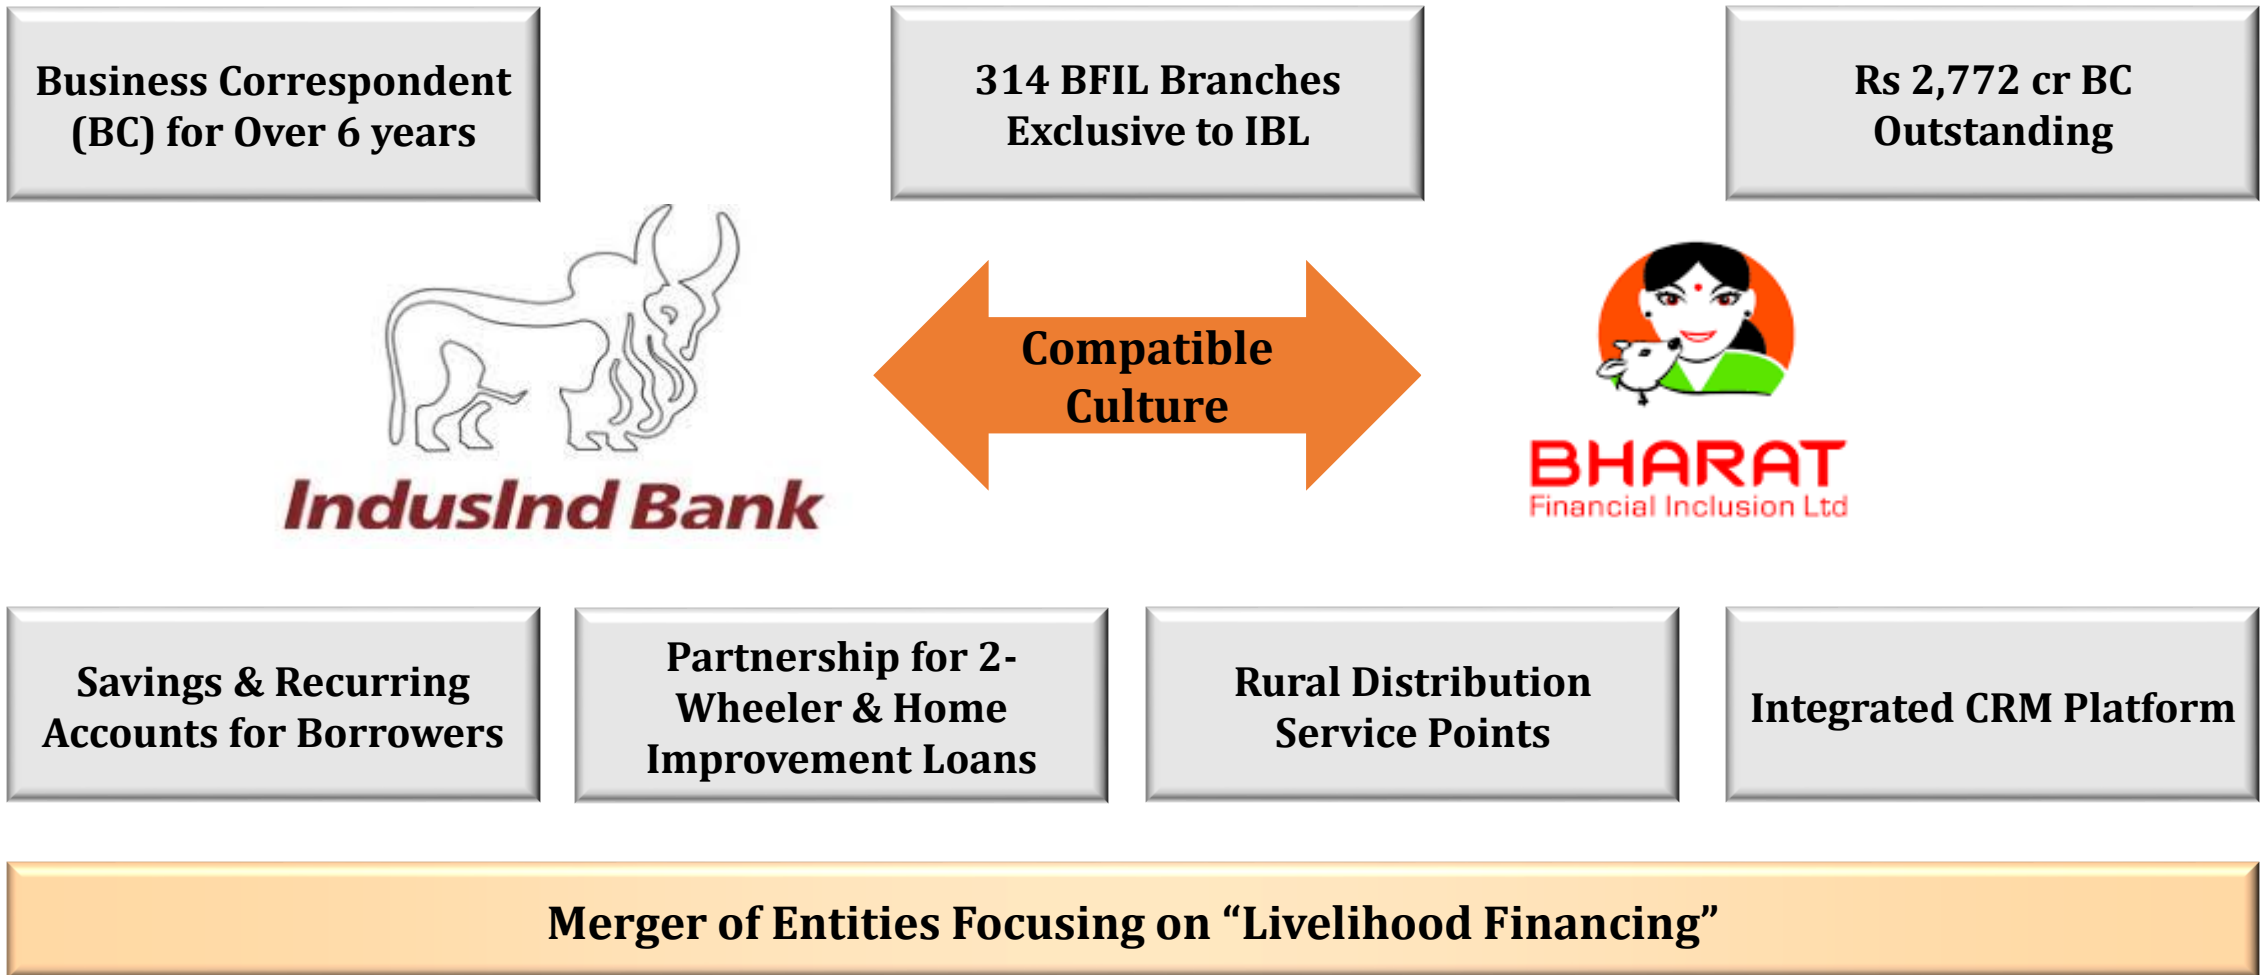 Business Correspondent
(BC) for Over 6 years
314 BFIL Branches
Exclusive to IBL
Rs 2,772 cr BC
Outstanding
IndusInd Bank
Compatible
Culture
BHARAT
Financial Inclusion Ltd
Savings & Recurring
Accounts for Borrowers
Partnership for 2-
Wheeler & Home
Improvement Loans
Rural Distribution
Service Points
Integrated CRM Platform
Merger of Entities Focusing on “Livelihood Financing”